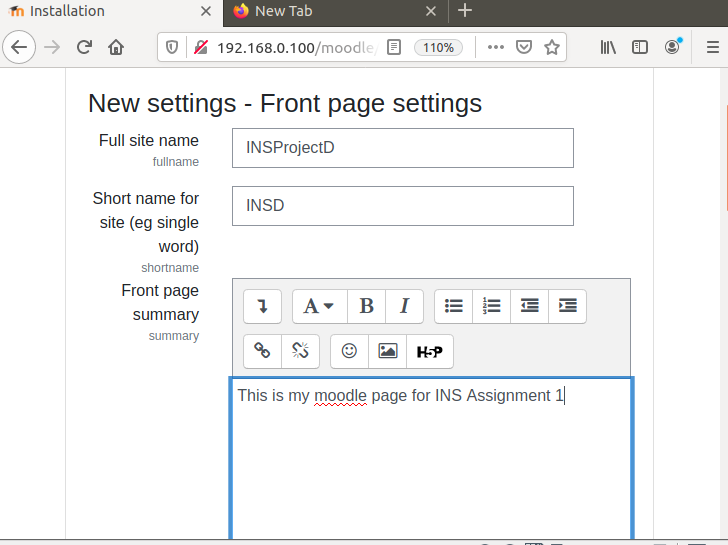 Installation
New Tab
192.168.0.100/moodle/
110%
New settings - Front page settings
Full site name
fullname
INSProjectD
Short name for
site (eg single
word)
shortname
INSD
Front page
summary
summary
A B I
H5P
This is my moodle page for INS Assignment 1